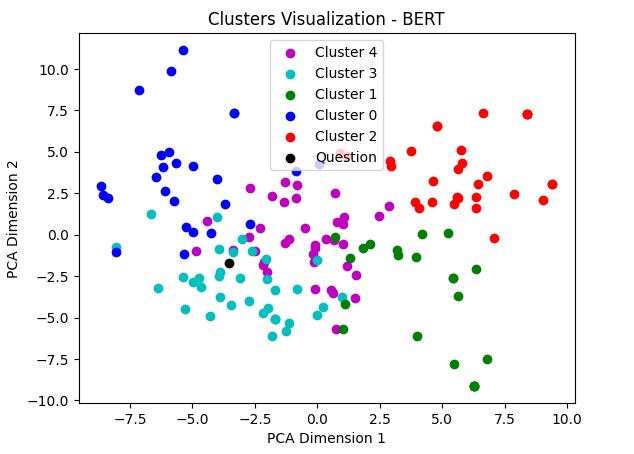 Clusters Visualization - BERT
Cluster 4
Cluster 3
Cluster 1
Cluster 0
Cluster 2
Question
PCA Dimension 2
10.0
7.5
5.0
2.5
0.0
−2.5
−5.0
−7.5
−10.0
−7.5 −5.0 −2.5 0.0 2.5 5.0 7.5 10.0
PCA Dimension 1